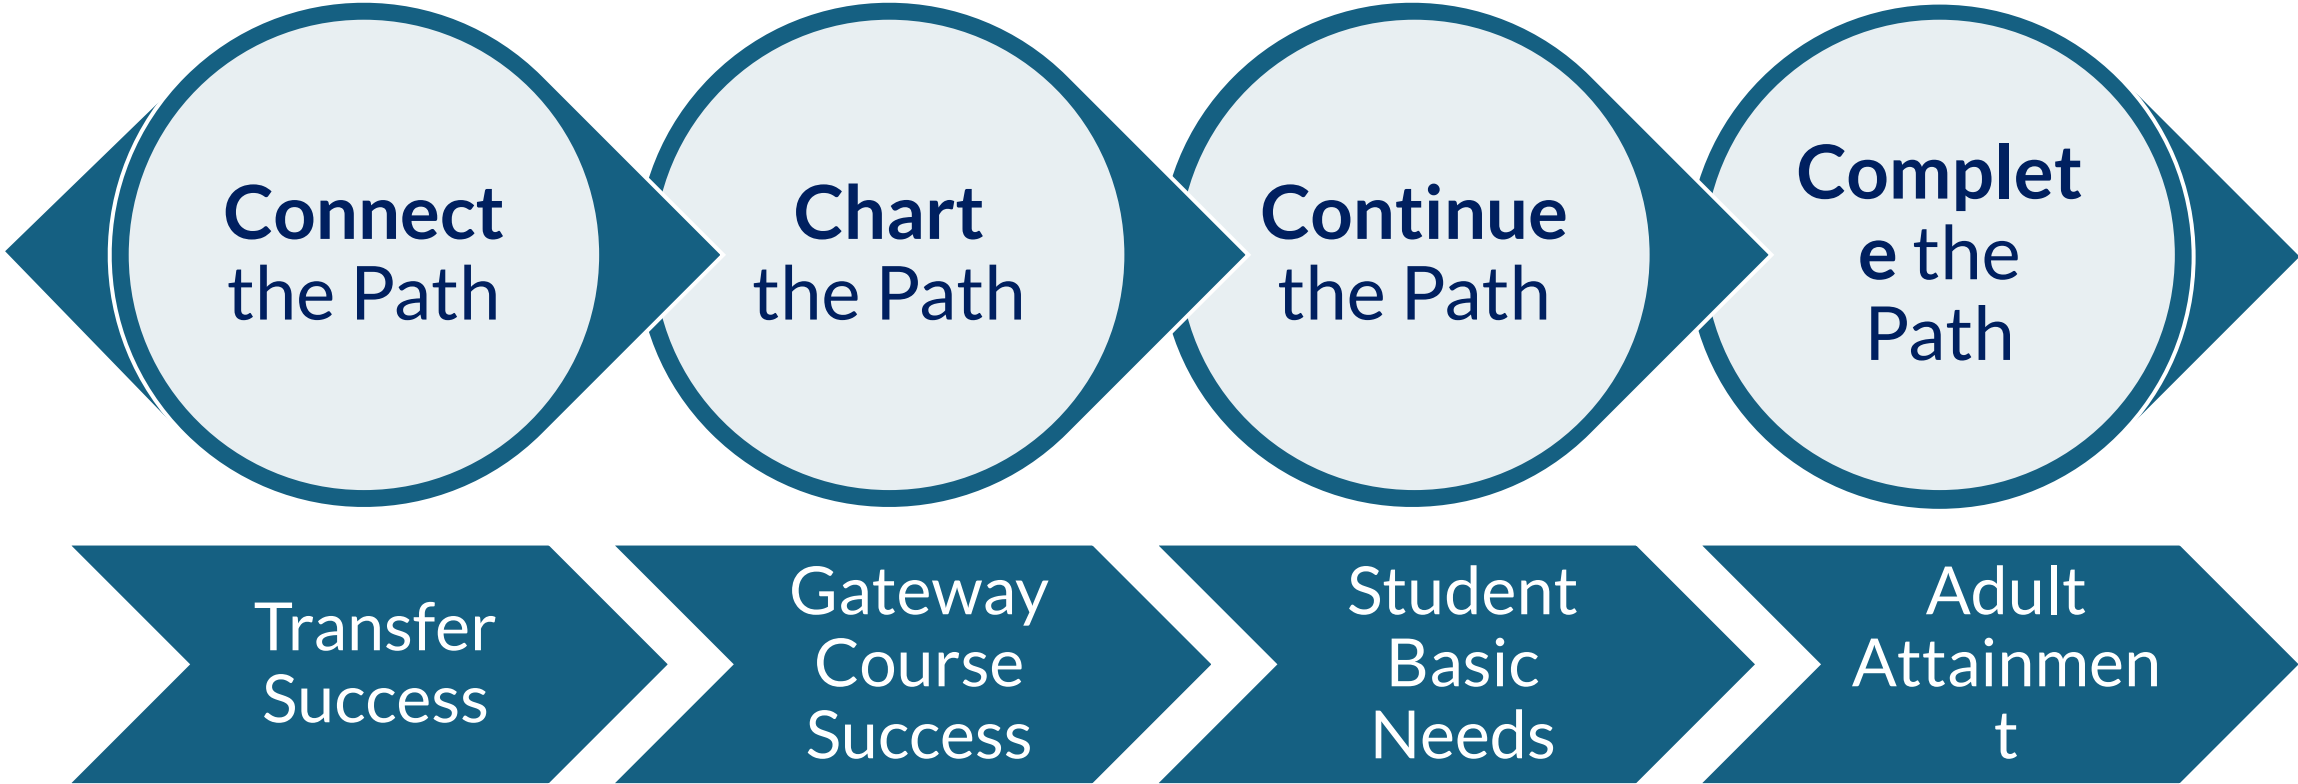 Connect
the Path
Chart
the Path
Continue
the Path
Complet
e the
Path
Transfer
Success
Gateway
Course
Success
Student
Basic
Needs
Adult
Attainmen
t